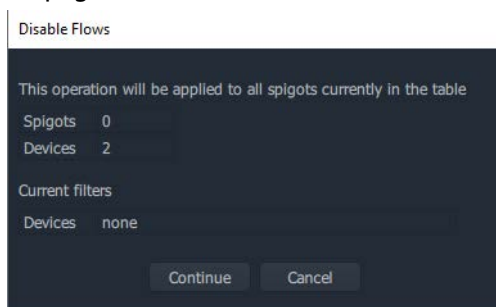 Disable Flows
This operation will be applied to all spigots currently in the table
Spigots 0
Devices 2
Current filters
Devices none
Continue Cancel